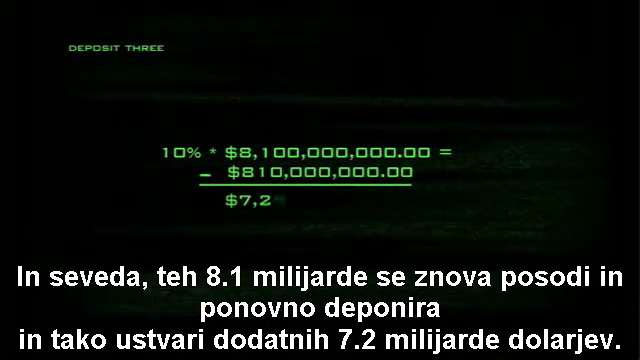 DEPOSIT THREE
10% * $8,100,000,000.00 =
- $810,000,000.00
$7,2
In seveda, teh 8.1 milijarde se znova posodi in
ponovno deponira
in tako ustvari dodatnih 7.2 milijarde dolarjev.